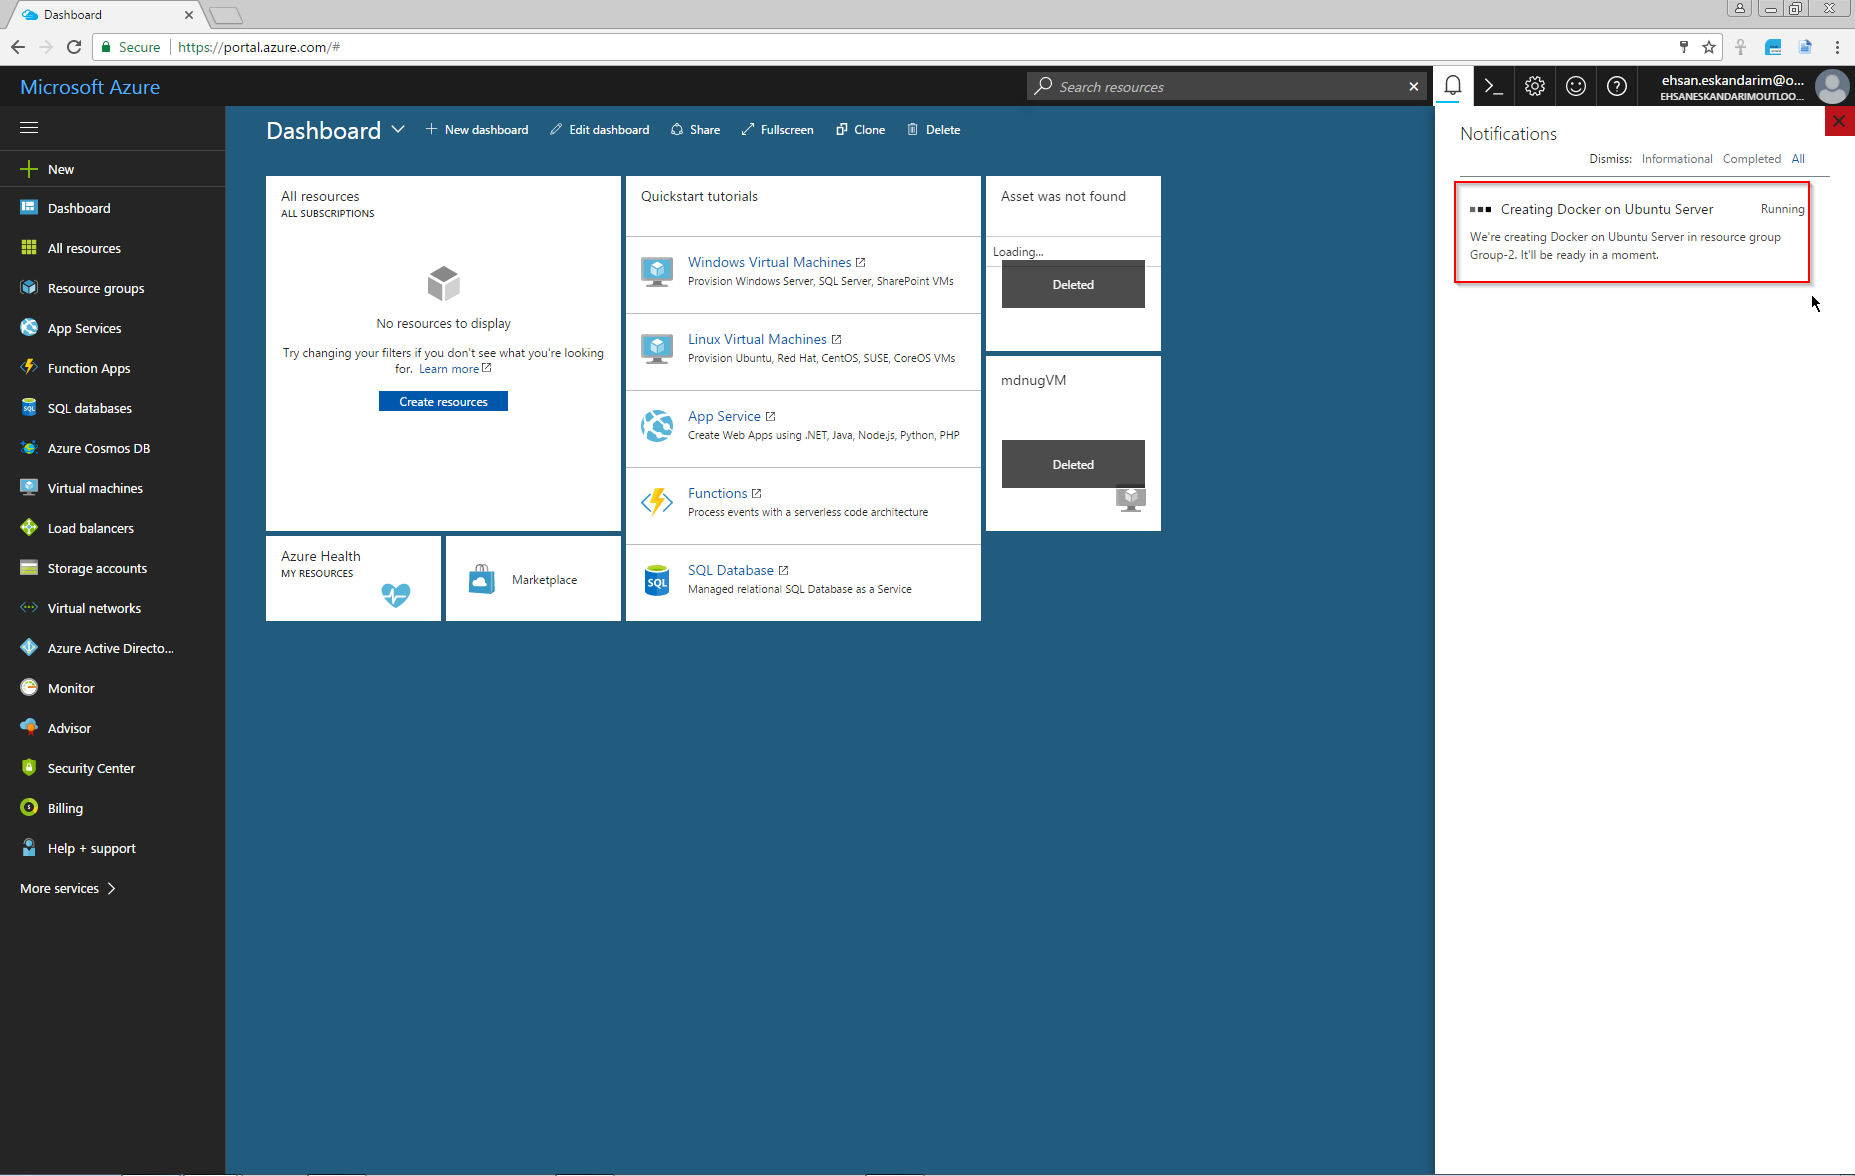 Dashboard
Secure
https://portal.azure.com/#
Microsoft Azure
Search resources
ehsan.eskandarim@o...
EHSANESKANDARIMOUTLOO...
New
Dashboard
All resources
Resource groups
App Services
Function Apps
SQL databases
Azure Cosmos DB
Virtual machines
Load balancers
Storage accounts
Virtual networks
Azure Active Directo...
Monitor
Advisor
Security Center
Billing
Help + support
More services
Dashboard
New dashboard
Edit dashboard
Share
Fullscreen
Clone
Delete
All resources
ALL SUBSCRIPTIONS
No resources to display
Try changing your filters if you don't see what you're looking
for. Learn more
Create resources
Azure Health
MY RESOURCES
Marketplace
Quickstart tutorials
Windows Virtual Machines
Provision Windows Server, SQL Server, SharePoint VMs
Linux Virtual Machines
Provision Ubuntu, Red Hat, CentOS, SUSE, CoreOS VMs
App Service
Create Web Apps using .NET, Java, Node.js, Python, PHP
Functions
Process events with a serverless code architecture
SQL
SQL Database
Managed relational SQL Database as a Service
Asset was not found
Loading...
Deleted
mdnugVM
Deleted
Notifications
Dismiss: Informational Completed All
Creating Docker on Ubuntu Server Running
We're creating Docker on Ubuntu Server in resource group
Group-2. It'll be ready in a moment.